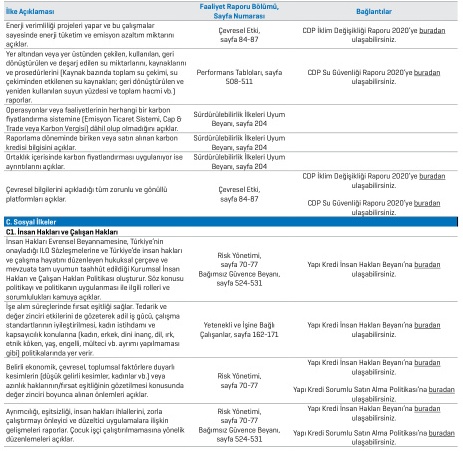 İlke Açıklaması
Faaliyet Raporu Bölümü,
Sayfa Numarası
Bağlantılar
Enerji verimliliği projeleri yapar ve bu çalışmalar
sayesinde enerji tüketim ve emisyon azaltım miktarını
açıklar.
Çevresel Etki,
sayfa 84-87
CDP İklim Değişikliği Raporu 2020'ye buradan
ulaşabilirsiniz.
Yer altından veya yer üstünden çekilen, kullanılan, geri
dönüştürülen ve deşarj edilen su miktarlarını, kaynaklarını
ve prosedürlerini (Kaynak bazında toplam su çekimi, su
çekiminden etkilenen su kaynakları; geri dönüştürülen ve
yeniden kullanılan suyun yüzdesi ve toplam hacmi vb.)
raporlar.
Performans Tabloları, sayfa
508-511
CDP Su Güvenliği Raporu 2020'ye buradan
ulaşabilirsiniz.
Operasyonlar veya faaliyetlerinin herhangi bir karbon
fiyatlandırma sistemine (Emisyon Ticaret Sistemi, Cap &
Trade veya Karbon Vergisi) dâhil olup olmadığını açıklar.
Sürdürülebilirlik İlkeleri Uyum
Beyanı, sayfa 204
Raporlama döneminde biriken veya satın alınan karbon
kredisi bilgisini açıklar.
Sürdürülebilirlik İlkeleri Uyum
Beyanı, sayfa 204
Ortaklık içerisinde karbon fiyatlandırması uygulanıyor ise
ayrıntılarını açıklar.
Sürdürülebilirlik İlkeleri Uyum
Beyanı, sayfa 204
Çevresel bilgilerini açıkladığı tüm zorunlu ve gönüllü
platformları açıklar.
Çevresel Etki,
sayfa 84-87
CDP İklim Değişikliği Raporu 2020'ye buradan
ulaşabilirsiniz.
CDP Su Güvenliği Raporu 2020'ye buradan
ulaşabilirsiniz.
C. Sosyal İlkeler
C1. İnsan Hakları ve Çalışan Hakları
İnsan Hakları Evrensel Beyannamesine, Türkiye'nin
onayladığı ILO Sözleşmelerine ve Türkiye'de insan hakları
ve çalışma hayatını düzenleyen hukuksal çerçeve ve
mevzuata tam uyumun taahhüt edildiği Kurumsal İnsan
Hakları ve Çalışan Hakları Politikası oluşturur. Söz konusu
politikayı ve politikanın uygulanması ile ilgili rolleri ve
sorumlulukları kamuya açıklar.
Risk Yönetimi,
sayfa 70-77
Bağımsız Güvence Beyanı,
sayfa 524-531
Yapı Kredi İnsan Hakları Beyanı'na buradan
ulaşabilirsiniz.
İşe alım süreçlerinde fırsat eşitliği sağlar. Tedarik ve
değer zinciri etkilerini de gözeterek adil iş gücü, çalışma
standartlarının iyileştirilmesi, kadın istihdamı ve
kapsayıcılık konularına (kadın, erkek, dini inanç, dil, ırk,
etnik köken, yaş, engelli, mülteci vb. ayrımı yapılmaması
gibi) politikalarında yer verir.
Yetenekli ve İşine Bağlı
Çalışanlar, sayfa 162-171
Yapı Kredi İnsan Hakları Beyanı'na buradan
ulaşabilirsiniz.
Belirli ekonomik, çevresel, toplumsal faktörlere duyarlı
kesimlerin (düşük gelirli kesimler, kadınlar vb.) veya
azınlık haklarının/fırsat eşitliğinin gözetilmesi konusunda
değer zinciri boyunca alınan önlemleri açıklar.
Risk Yönetimi,
sayfa 70-77
Yapı Kredi İnsan Hakları Beyanı'na buradan
ulaşabilirsiniz.
Yapı Kredi Sorumlu Satın Alma Politikası'na buradan
ulaşabilirsiniz.
Ayrımcılığı, eşitsizliği, insan hakları ihlallerini, zorla
çalıştırmayı önleyici ve düzeltici uygulamalara ilişkin
gelişmeleri raporlar. Çocuk işçi çalıştırılmamasına yönelik
düzenlemeleri açıklar.
Risk Yönetimi,
sayfa 70-77
Bağımsız Güvence Beyanı,
sayfa 524-531
Yapı Kredi İnsan Hakları Beyanı'na buradan
ulaşabilirsiniz.
Yapı Kredi Sorumlu Satın Alma Politikası'na buradan
ulaşabilirsiniz.